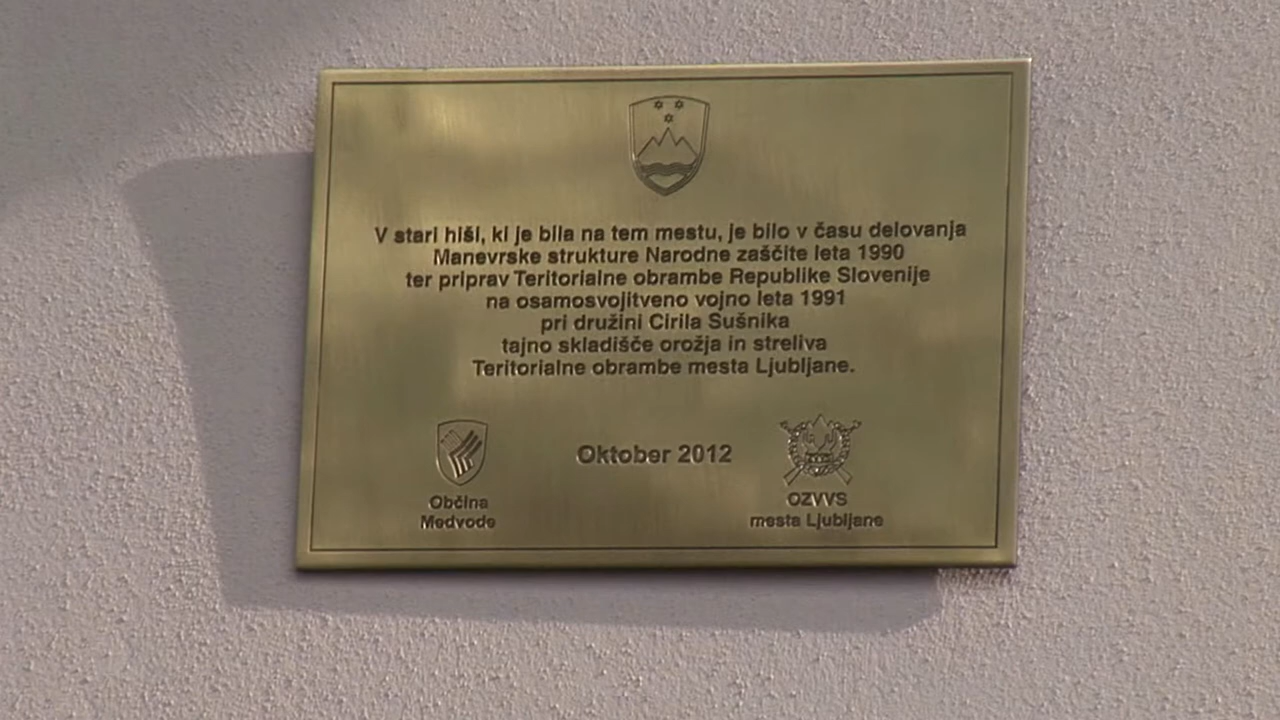 V stari hiši, ki je bila na tem mestu, je bilo v času delovanja
Manevrske strukture Narodne zaščite leta 1990
ter priprav Teritorialne obrambe Republike Slovenije
na osamosvojitveno vojno leta 1991
pri družini Cirila Sušnika
tajno skladišče orožja in streliva
Teritorialne obrambe mesta Ljubljane.
Oktober 2012
Občina
Medvode
OZVVS
mesta Ljubljane